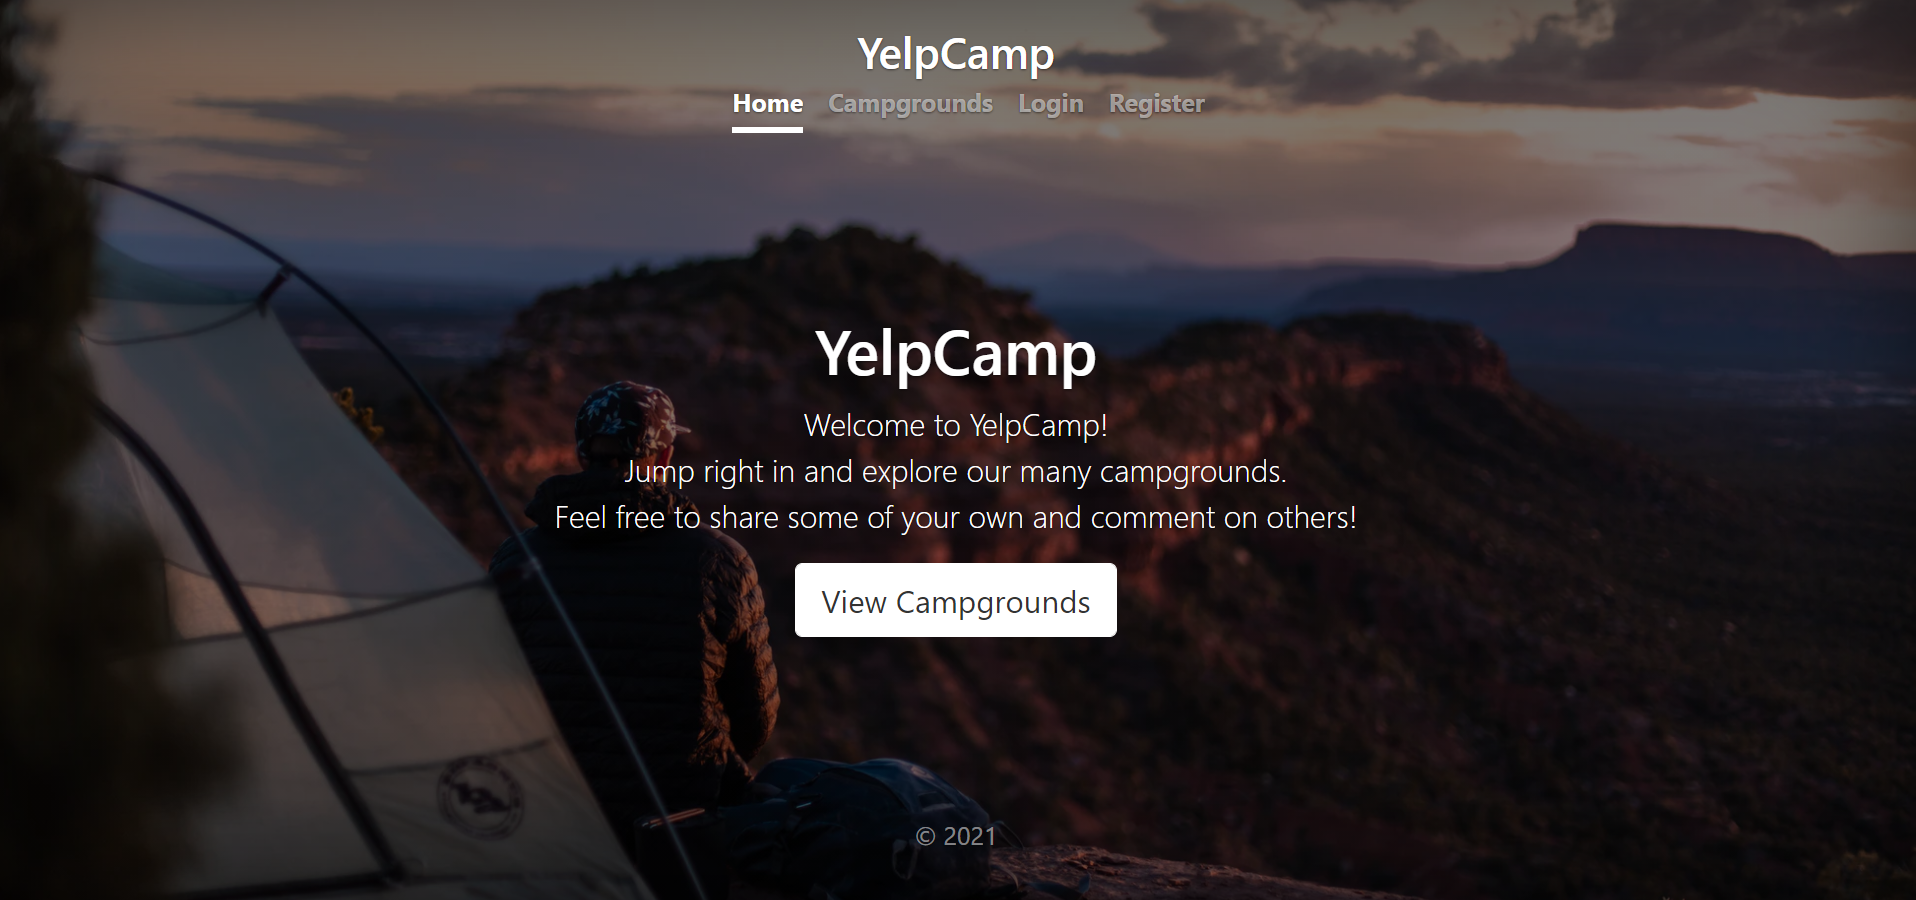 YelpCamp
Home Campgrounds Login Register
YelpCamp
Welcome to YelpCamp!
Jump right in and explore our many campgrounds.
Feel free to share some of your own and comment on others!
View Campgrounds
© 2021